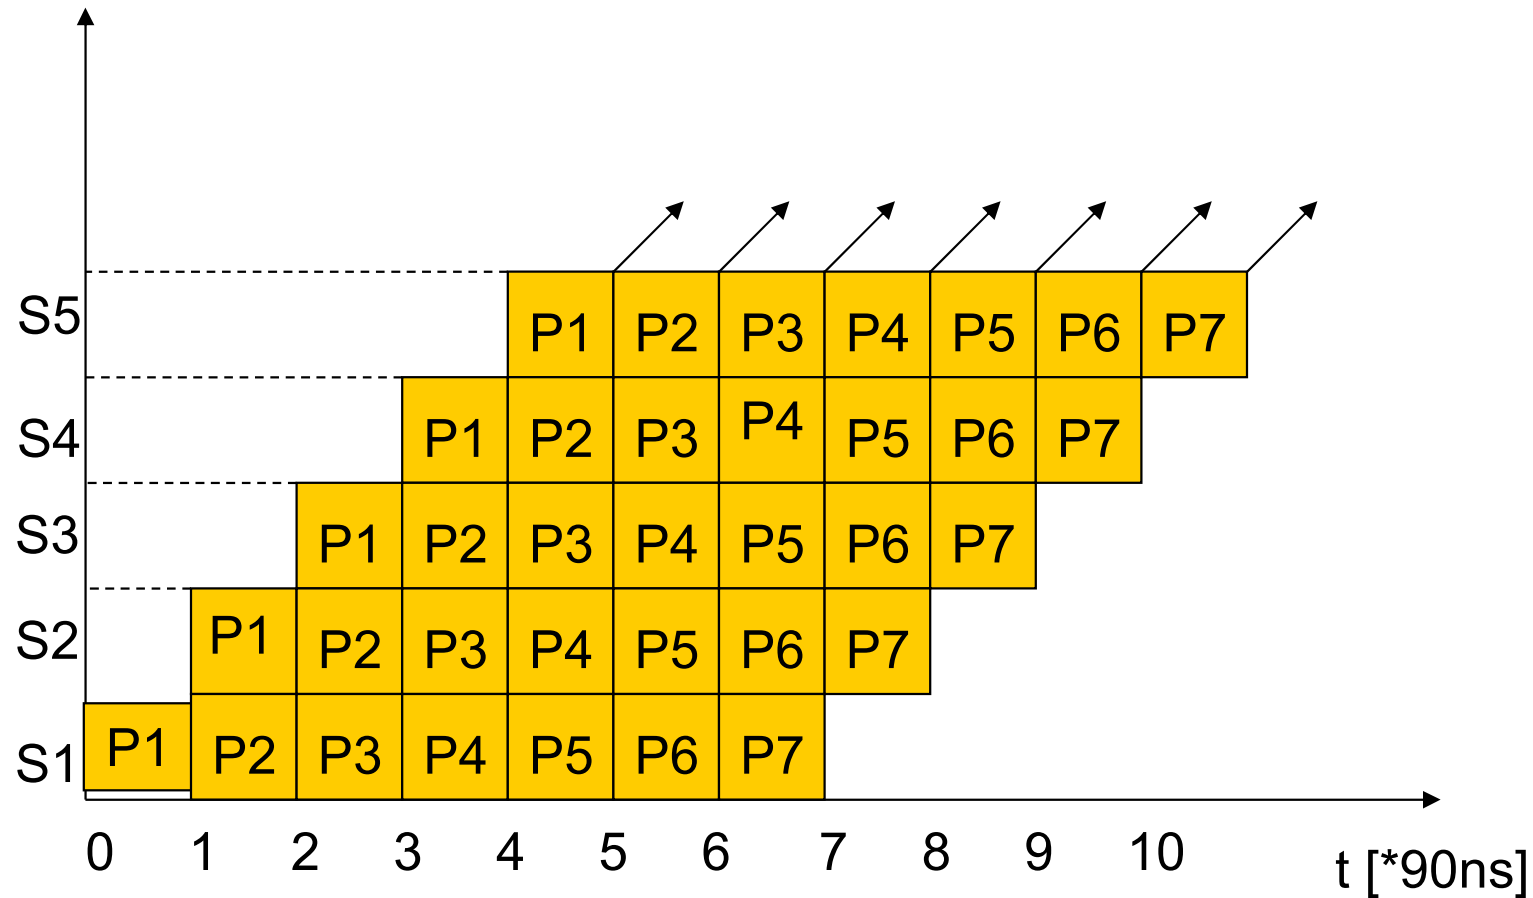 S5 P1 P2 P3 P4 P5 P6 P7
S4 P1 P2 P3 P4 P5 P6 P7
S3 P1 P2 P3 P4 P5 P6 P7
S2 P1 P2 P3 P4 P5 P6 P7
S1 P1 P2 P3 P4 P5 P6 P7
0 1 2 3 4 5 6 7 8 9 10 t [*90ns]